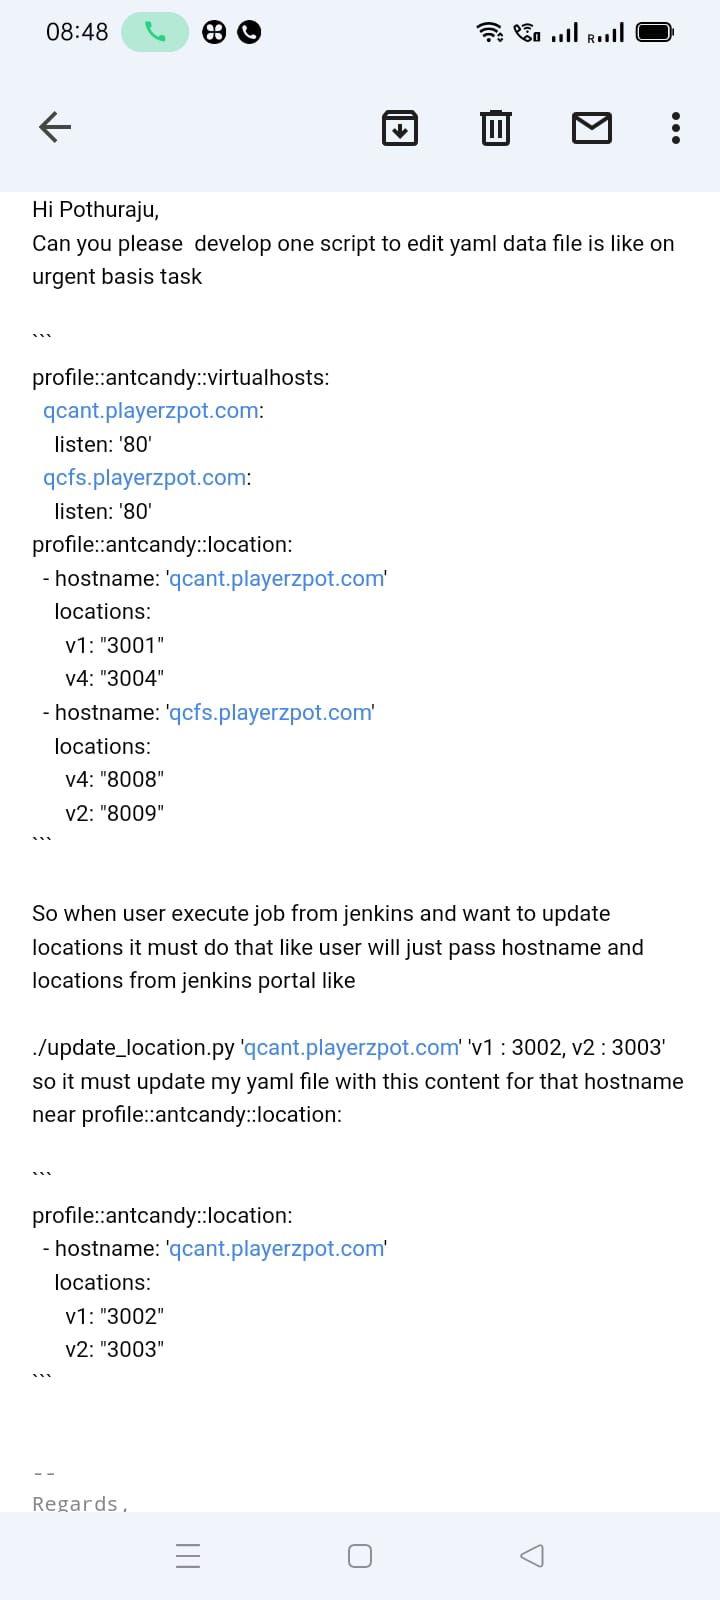 08:48
R
Hi Pothuraju,
Can you please  develop one script to edit yaml data file is like on
urgent basis task
```
profile::antcandy::virtualhosts:
  qcant.playerzpot.com:
    listen: '80'
  qcfs.playerzpot.com:
    listen: '80'
profile::antcandy::location:
  - hostname: 'qcant.playerzpot.com'
    locations:
      v1: "3001"
      v4: "3004"
  - hostname: 'qcfs.playerzpot.com'
    locations:
      v4: "8008"
      v2: "8009"
```
So when user execute job from jenkins and want to update
locations it must do that like user will just pass hostname and
locations from jenkins portal like
./update_location.py 'qcant.playerzpot.com' 'v1 : 3002, v2 : 3003'
so it must update my yaml file with this content for that hostname
near profile::antcandy::location:
```
profile::antcandy::location:
  - hostname: 'qcant.playerzpot.com'
    locations:
      v1: "3002"
      v2: "3003"
```
--
Regards,